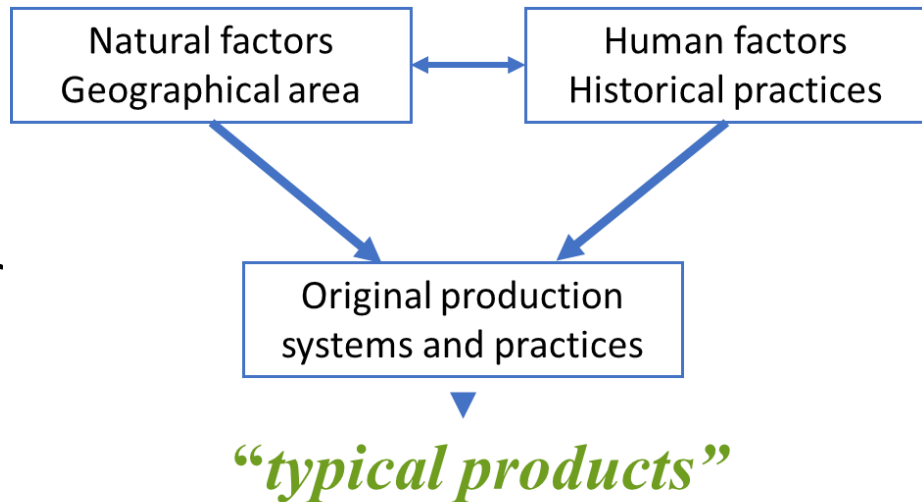 Natural factors
Geographical area
Human factors
Historical practices
Original production
systems and practices
“typical products”